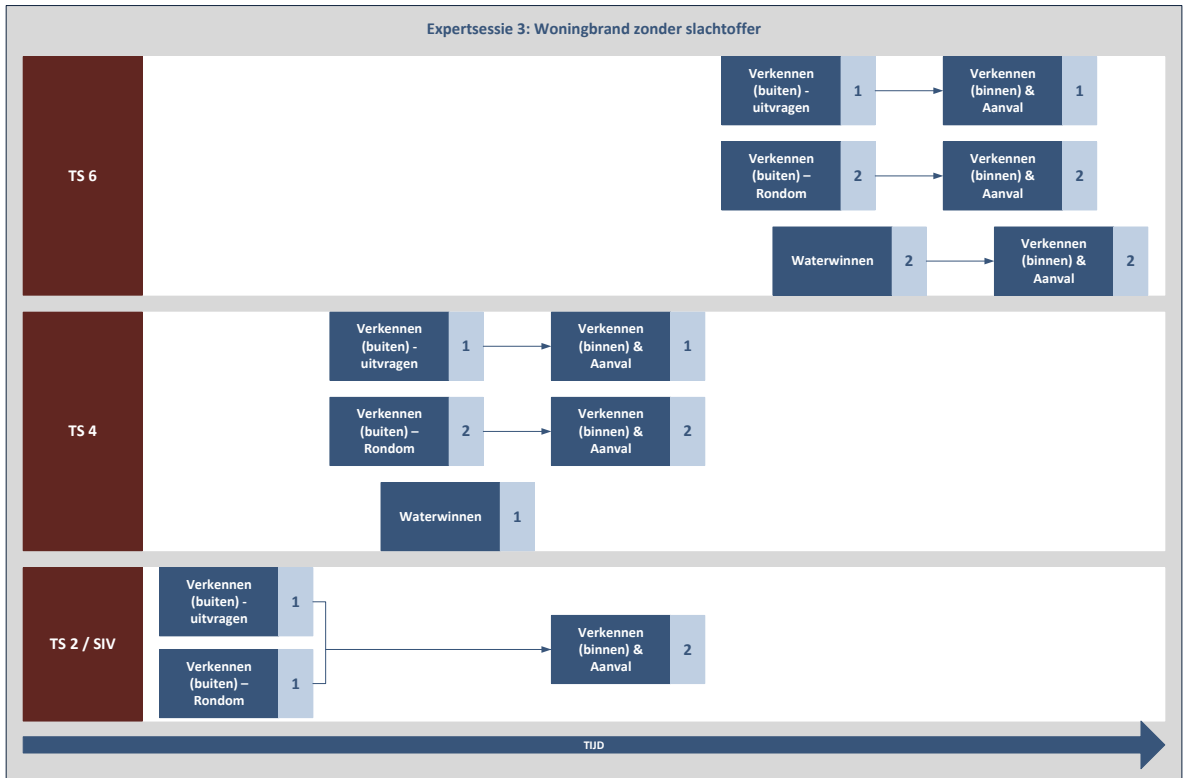 Expertsessie 3: Woningbrand zonder slachtoffer
TS 6
Verkennen
(buiten) -
uitvragen
1
Verkennen
(binnen) &
Aanval
1
Verkennen
(buiten) –
Rondom
2
Verkennen
(binnen) &
Aanval
2
Waterwinnen
2
Verkennen
(binnen) &
Aanval
2
TS 4
Verkennen
(buiten) -
uitvragen
1
Verkennen
(binnen) &
Aanval
1
Verkennen
(buiten) –
Rondom
2
Verkennen
(binnen) &
Aanval
2
Waterwinnen
1
TS 2 / SIV
Verkennen
(buiten) -
uitvragen
1
Verkennen
(buiten) –
Rondom
1
Verkennen
(binnen) &
Aanval
2
TIJD